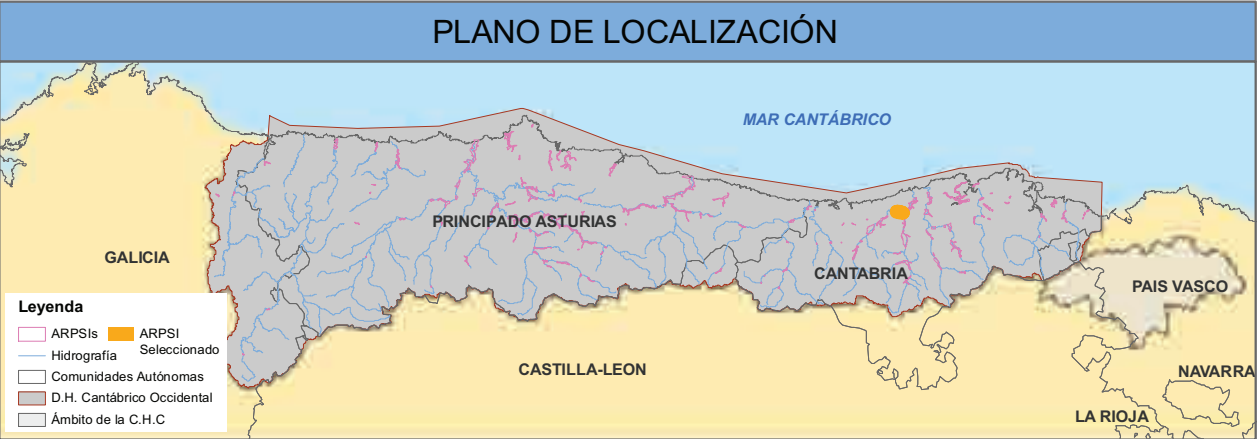 PLANO DE LOCALIZACIÓN
MAR CANTÁBRICO
PRINCIPADO ASTURIAS
GALICIA
CANTABRIA
PAIS VASCO
CASTILLA-LEON
NAVARRA
LA RIOJA
Leyenda
ARPSIs
ARPSI
Seleccionado
Hidrografía
Comunidades Autónomas
D.H. Cantábrico Occidental
Ámbito de la C.H.C